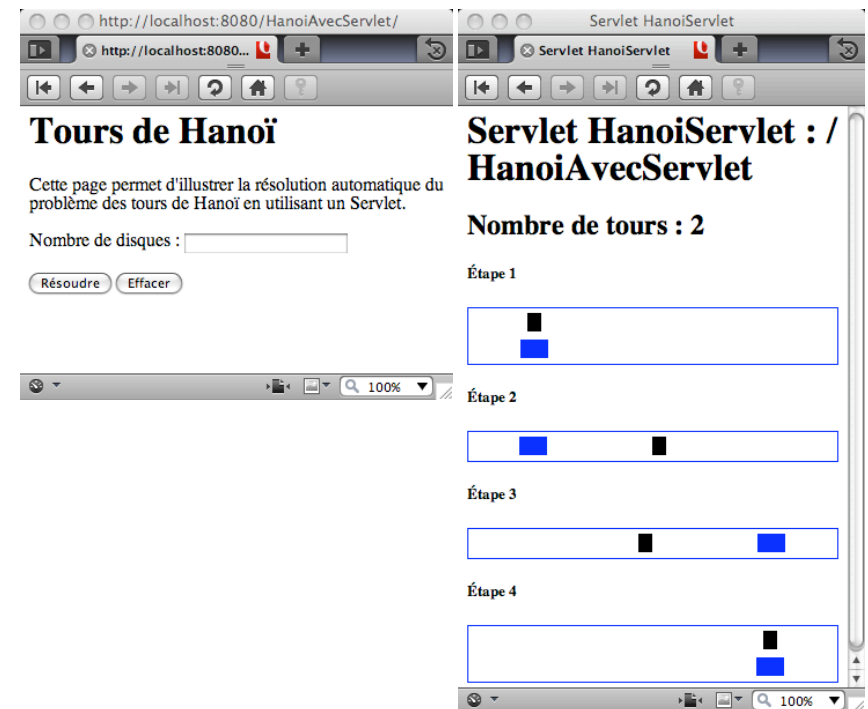 http://localhost:8080/HanoiAvecServlet/
http://localhost:8080...
Tours de Hanoï
Cette page permet d'illustrer la résolution automatique du
problème des tours de Hanoï en utilisant un Servlet.
Nombre de disques :
Résoudre
Effacer
100%
Servlet HanoiServlet
Servlet HanoiServlet
Servlet HanoiServlet : /
HanoiAvecServlet
Nombre de tours : 2
Étape 1
Étape 2
Étape 3
Étape 4
100%